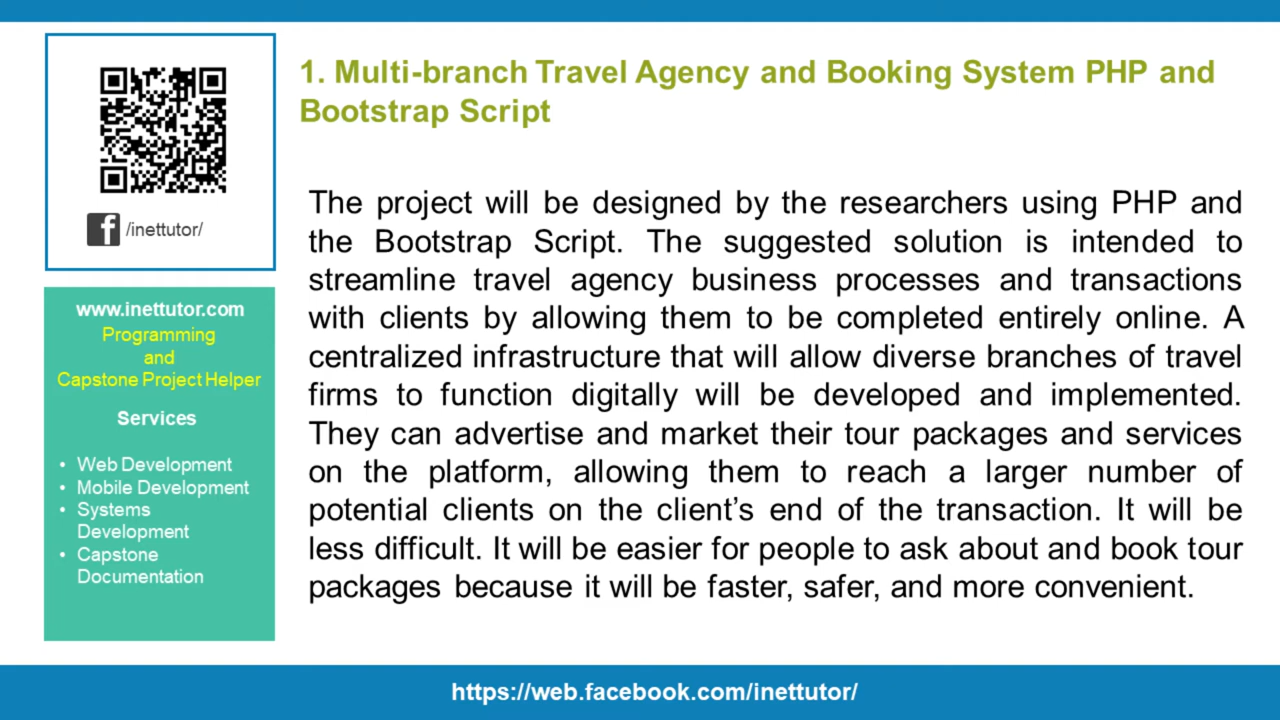 /inettutor/
www.inettutor.com
Programming
and
Capstone Project Helper
Services
• Web Development
• Mobile Development
• Systems
Development
• Capstone
Documentation
1. Multi-branch Travel Agency and Booking System PHP and
Bootstrap Script
The project will be designed by the researchers using PHP and
the Bootstrap Script. The suggested solution is intended to
streamline travel agency business processes and transactions
with clients by allowing them to be completed entirely online. A
centralized infrastructure that will allow diverse branches of travel
firms to function digitally will be developed and implemented.
They can advertise and market their tour packages and services
on the platform, allowing them to reach a larger number of
potential clients on the client’s end of the transaction. It will be
less difficult. It will be easier for people to ask about and book tour
packages because it will be faster, safer, and more convenient.
https://web.facebook.com/inettutor/